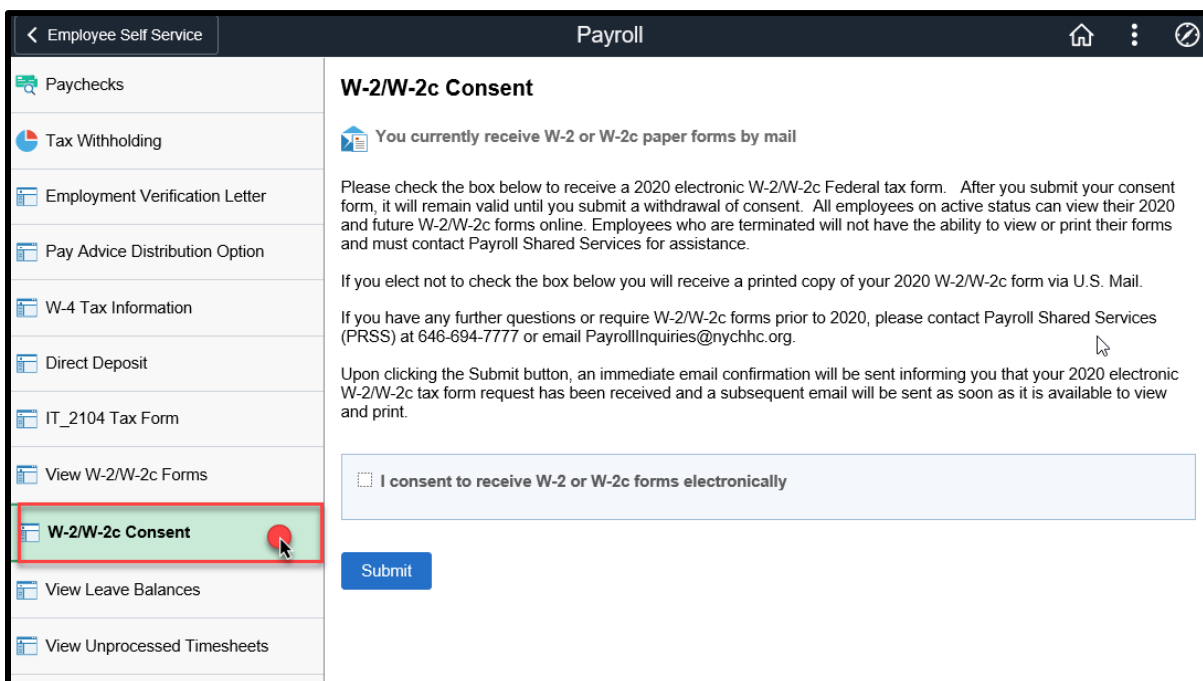 Employee Self Service
Payroll
Paychecks
Tax Withholding
Employment Verification Letter
Pay Advice Distribution Option
W-4 Tax Information
Direct Deposit
IT_2104 Tax Form
View W-2/W-2c Forms
W-2/W-2c Consent
View Leave Balances
View Unprocessed Timesheets
W-2/W-2c Consent
You currently receive W-2 or W-2c paper forms by mail
Please check the box below to receive a 2020 electronic W-2/W-2c Federal tax form. After you submit your consent
form, it will remain valid until you submit a withdrawal of consent. All employees on active status can view their 2020
and future W-2/W-2c forms online. Employees who are terminated will not have the ability to view or print their forms
and must contact Payroll Shared Services for assistance.
If you elect not to check the box below you will receive a printed copy of your 2020 W-2/W-2c form via U.S. Mail.
If you have any further questions or require W-2/W-2c forms prior to 2020, please contact Payroll Shared Services
(PRSS) at 646-694-7777 or email PayrollInquiries@nychhc.org.
Upon clicking the Submit button, an immediate email confirmation will be sent informing you that your 2020 electronic
W-2/W-2c tax form request has been received and a subsequent email will be sent as soon as it is available to view
and print.
I consent to receive W-2 or W-2c forms electronically
Submit